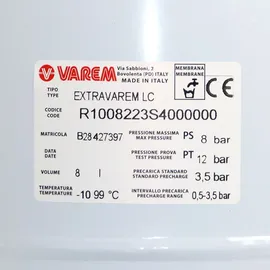 VAREM
Via Sabbioni, 2
Bovolenta (PD) ITALY
MADE IN ITALY
MEMBRANA
MEMBRANE
TIPO
TYPE
EXTRAVAREM LC
CODICE
CODE
R1008223S4000000
MATRICOLA B28427397
PRESSIONE MASSIMA
MAX PRESSURE
PS 8 bar
DATA
DATE
PRESSIONE PROVA
TEST PRESSURE
PT 12 bar
VOLUME 8 l
PRECARICA STANDARD
STANDARD PRECHARGE
3,5 bar
TEMPERATURA
TEMPERATURE
-10 99 °C
INTERVALLO PRECARICA
PRECHARGE RANGE
0,5-3,5 bar